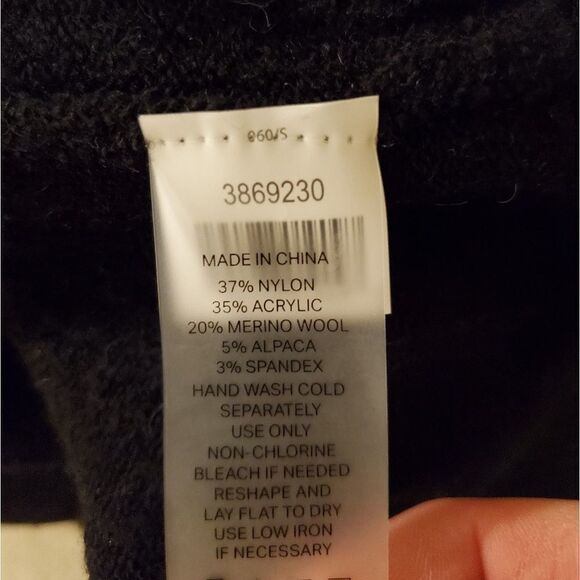 960/S
3869230
MADE IN CHINA
37% NYLON
35% ACRYLIC
20% MERINO WOOL
5% ALPACA
3% SPANDEX
HAND WASH COLD
SEPARATELY
USE ONLY
NON-CHLORINE
BLEACH IF NEEDED
RESHAPE AND
LAY FLAT TO DRY
USE LOW IRON
IF NECESSARY